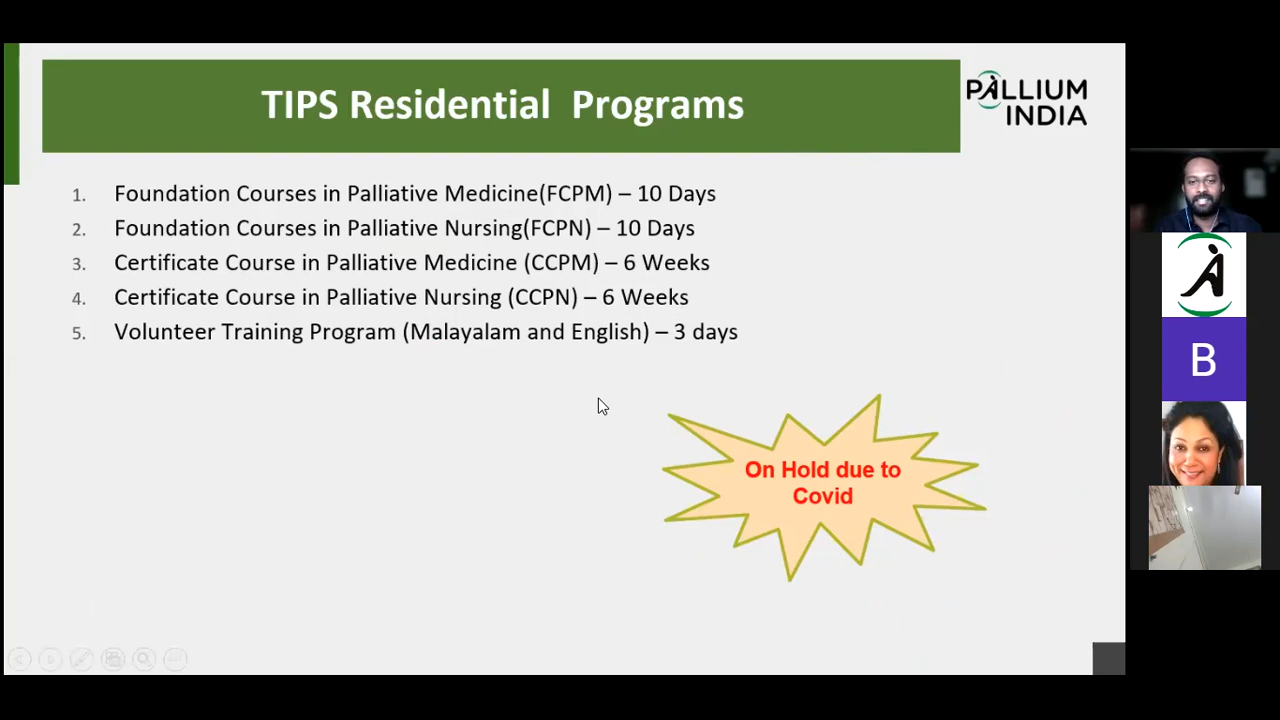 TIPS Residential Programs
PALLIUM
INDIA
1. Foundation Courses in Palliative Medicine(FCPM) – 10 Days
2. Foundation Courses in Palliative Nursing(FCPN) – 10 Days
3. Certificate Course in Palliative Medicine (CCPM) – 6 Weeks
4. Certificate Course in Palliative Nursing (CCPN) – 6 Weeks
5. Volunteer Training Program (Malayalam and English) – 3 days
On Hold due to
Covid
B